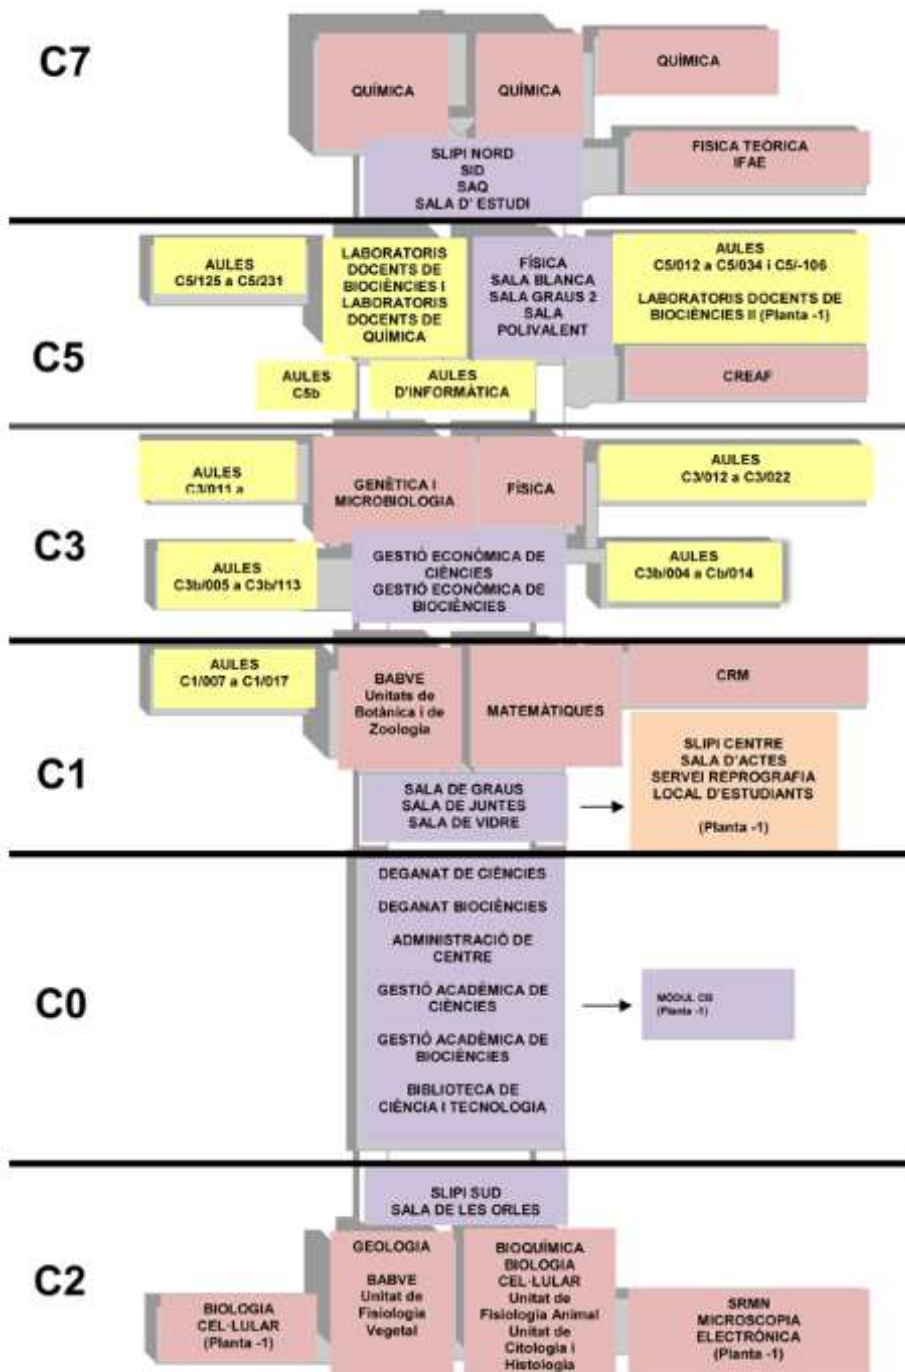 C7
QUÍMICA
QUÍMICA
QUÍMICA
SLIPI NORD
SID
SAQ
SALA D' ESTUDI
FISICA TEÒRICA
IFAE
C5
AULES
C5/125 a C5/231
LABORATORIS
DOCENTS DE
BIOCIÈNCIES I
LABORATORIS
DOCENTS DE
QUÍMICA
FÍSICA
SALA BLANCA
SALA GRAUS 2
SALA
POLIVALENT
AULES
C5/012 a C5/034 i C5/-106
LABORATORIS DOCENTS DE
BIOCIÈNCIES II (Planta -1)
AULES
C5b
AULES
D'INFORMÀTICA
CREAF
C3
AULES
C3/011 a
GENÈTICA I
MICROBIOLOGIA
FÍSICA
AULES
C3/012 a C3/022
AULES
C3b/005 a C3b/113
GESTIÓ ECONÒMICA DE
CIÈNCIES
GESTIÓ ECONÒMICA DE
BIOCIÈNCIES
AULES
C3b/004 a Cb/014
C1
AULES
C1/007 a C1/017
BABVE
Unitats de
Botànica i de
Zoologia
MATEMÀTIQUES
CRM
SALA DE GRAUS
SALA DE JUNTES
SALA DE VIDRE
SLIPI CENTRE
SALA D'ACTES
SERVEI REPROGRAFIA
LOCAL D'ESTUDIANTS
(Planta -1)
C0
DEGANAT DE CIÈNCIES
DEGANAT BIOCIÈNCIES
ADMINISTRACIÓ DE
CENTRE
GESTIÓ ACADÈMICA DE
CIÈNCIES
GESTIÓ ACADÈMICA DE
BIOCIÈNCIES
BIBLIOTECA DE
CIÈNCIA I TECNOLOGIA
MÒDUL
(Planta -1)
C2
SLIPI SUD
SALA DE LES ORLES
BIOLOGIA
CEL·LULAR
(Planta -1)
GEOLOGIA
BABVE
Unitat de
Fisiologia
Vegetal
BIOQUÍMICA
BIOLOGIA
CEL·LULAR
Unitat de
Fisiologia Animal
Unitat de
Citologia i
Histologia
SRMN
MICROSCOPIA
ELECTRÒNICA
(Planta -1)